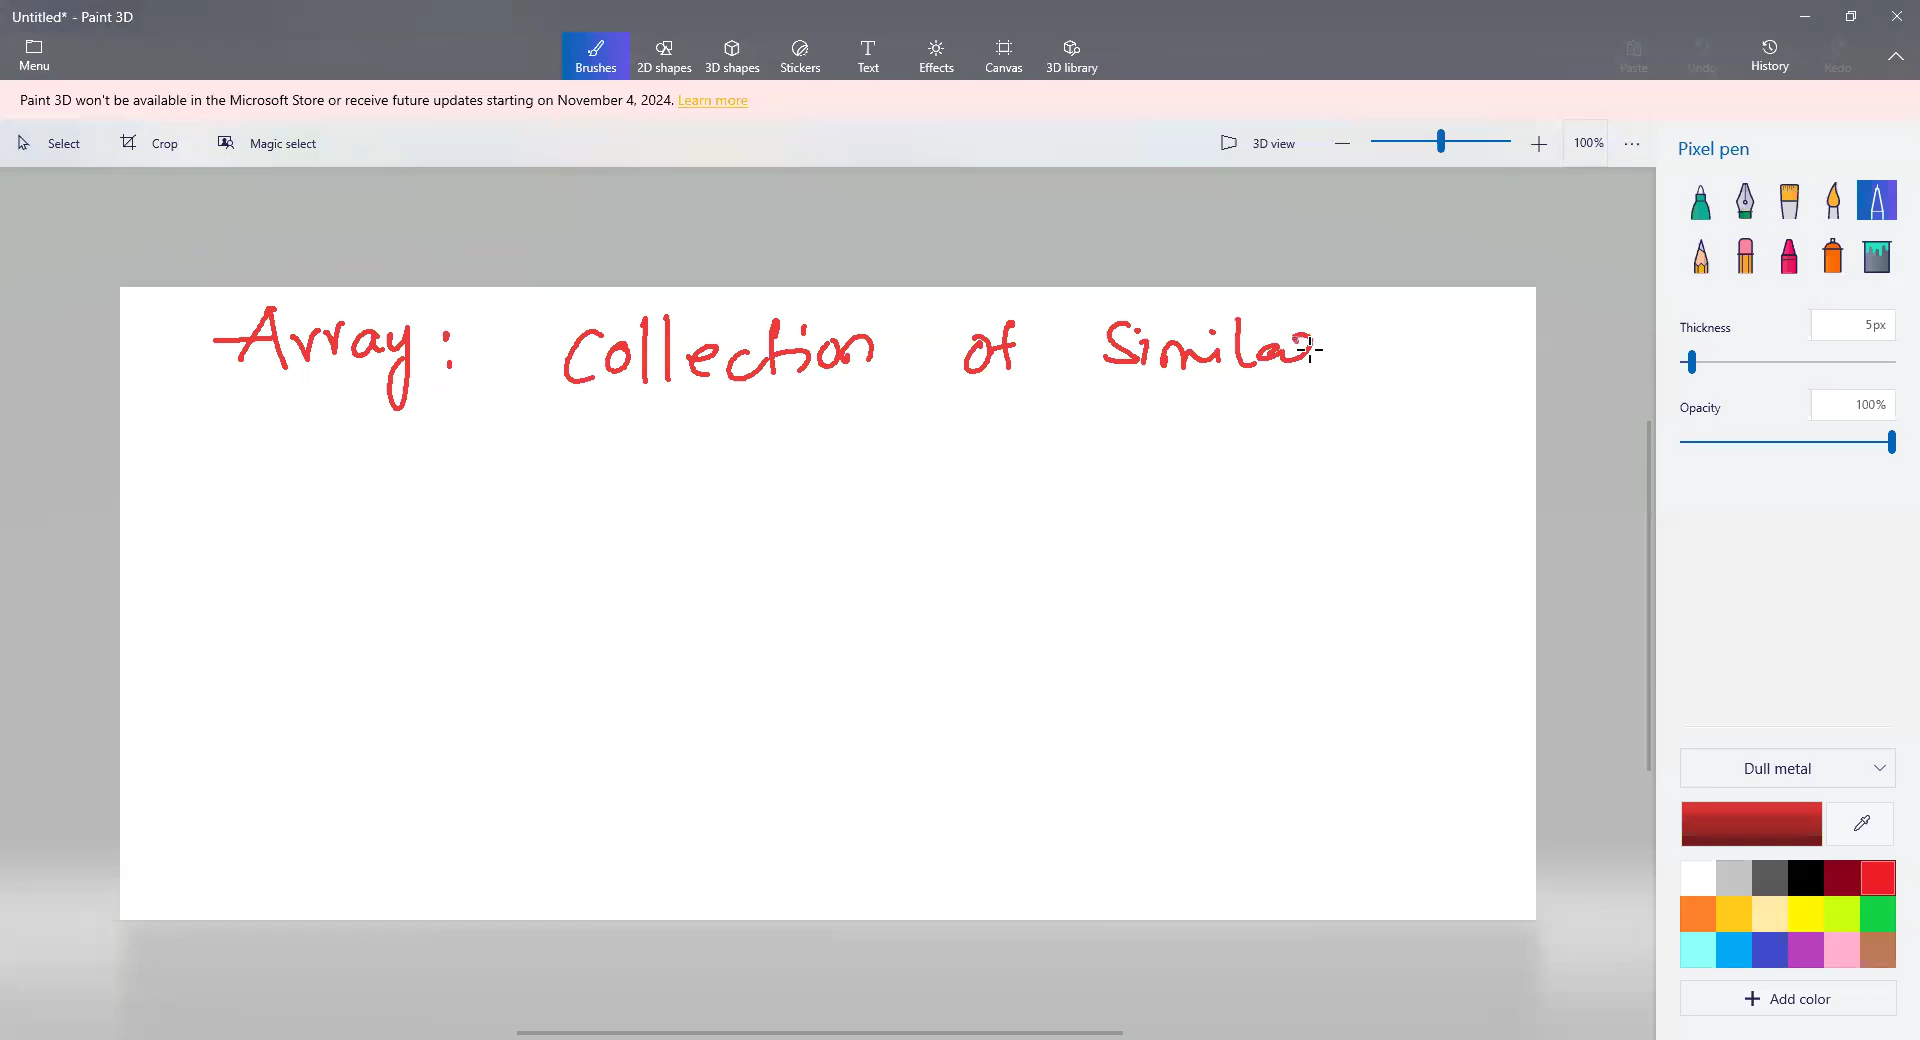 Untitled* - Paint 3D
Menu
Brushes 2D shapes 3D shapes Stickers Text Effects Canvas 3D library
Paste Undo History Redo
Paint 3D won't be available in the Microsoft Store or receive future updates starting on November 4, 2024. Learn more
Select Crop Magic select 3D view 100% ...
Pixel pen
Array: Collection of Similar
Thickness 5px
Opacity 100%
Dull metal
Add color